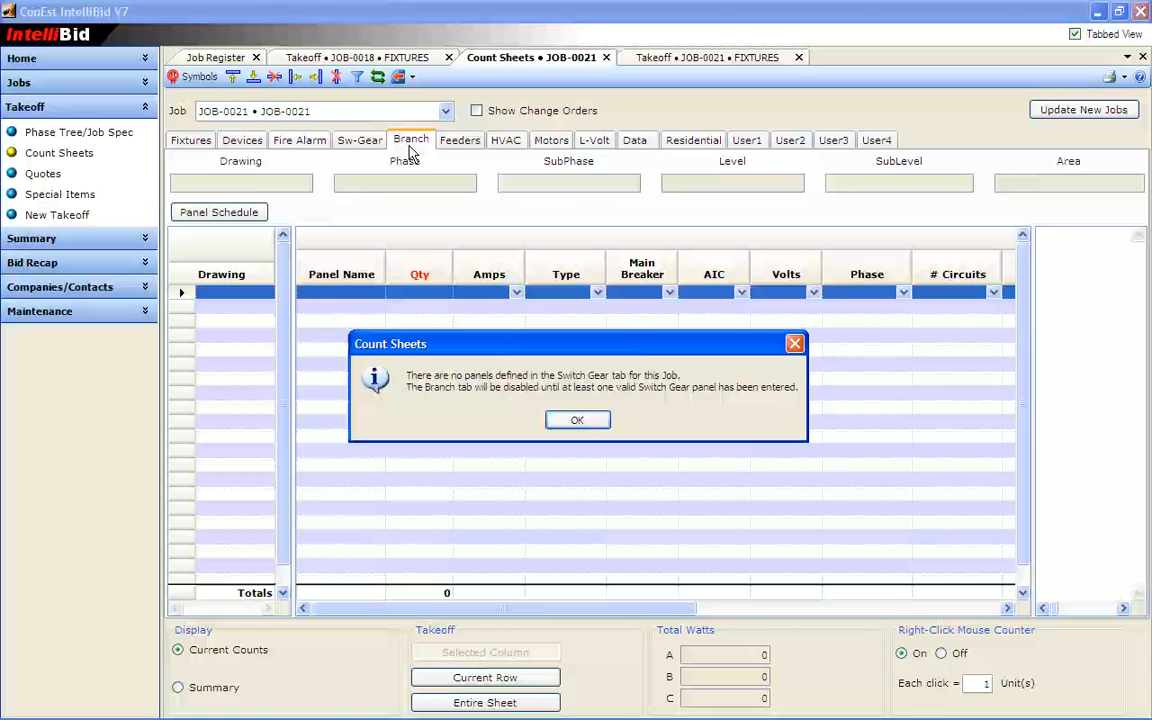 ConEst IntelliBid V7
IntelliBid
Tabbed View
Home
Jobs
Takeoff
Phase Tree/Job Spec
Count Sheets
Quotes
Special Items
New Takeoff
Summary
Bid Recap
Companies/Contacts
Maintenance
Job Register
Takeoff • JOB-0018 • FIXTURES
Count Sheets • JOB-0021
Takeoff • JOB-0021 • FIXTURES
Symbols
Job
JOB-0021 • JOB-0021
Show Change Orders
Update New Jobs
Fixtures
Devices
Fire Alarm
Sw-Gear
Branch
Feeders
HVAC
Motors
L-Volt
Data
Residential
User1
User2
User3
User4
Drawing
Phase
SubPhase
Level
SubLevel
Area
Panel Schedule
Drawing
Panel Name
Qty
Amps
Type
Main Breaker
AIC
Volts
Phase
# Circuits
Count Sheets
There are no panels defined in the Switch Gear tab for this Job.
The Branch tab will be disabled until at least one valid Switch Gear panel has been entered.
OK
Totals
0
Display
Current Counts
Summary
Takeoff
Selected Column
Current Row
Entire Sheet
Total Watts
A 0
B 0
C 0
Right-Click Mouse Counter
On
Off
Each click = 1 Unit(s)